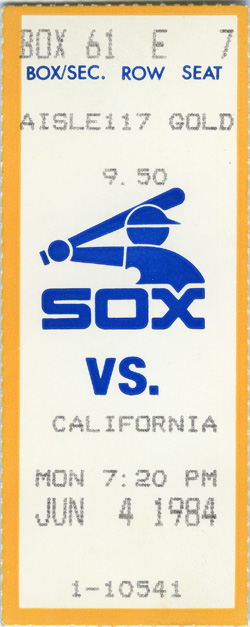 BOX 61 E 7
BOX/SEC. ROW SEAT
AISLE117 GOLD
9.50
SOX
VS.
CALIFORNIA
MON 7:20 PM
JUN 4 1984
1-10541